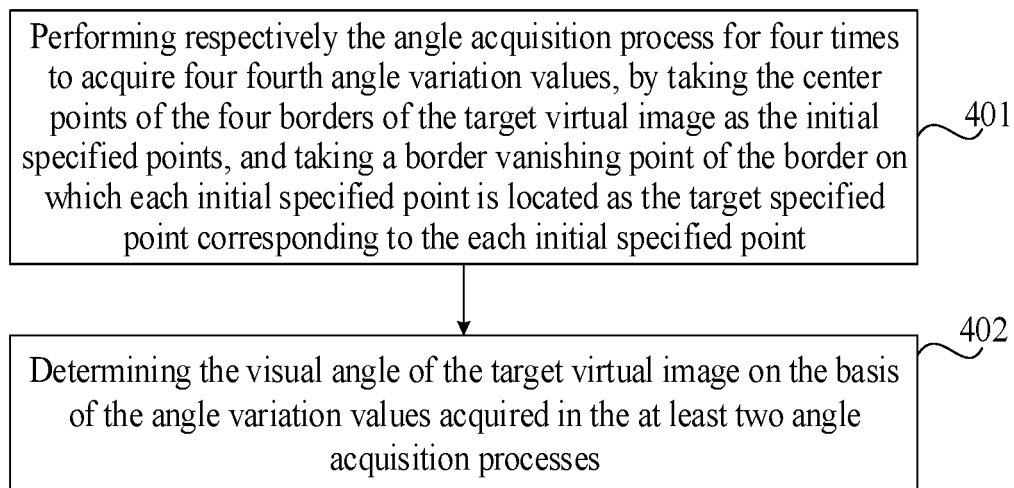 Performing respectively the angle acquisition process for four times
to acquire four fourth angle variation values, by taking the center
points of the four borders of the target virtual image as the initial
specified points, and taking a border vanishing point of the border on
which each initial specified point is located as the target specified
point corresponding to the each initial specified point
401
402
Determining the visual angle of the target virtual image on the basis
of the angle variation values acquired in the at least two angle
acquisition processes